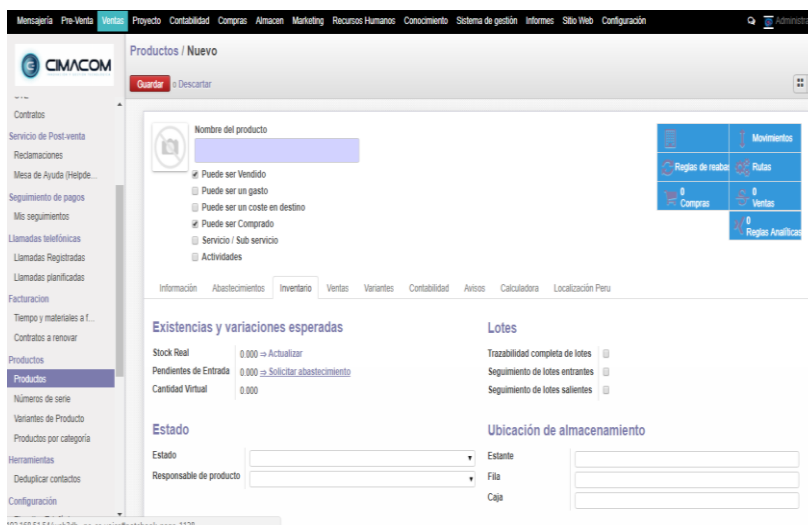 Mensajería Pre-Venta Ventas Proyecto Contabilidad Compras Almacen Marketing Recursos Humanos Conocimiento Sistema de gestión Informes Sitio Web Configuración
CIMACOM
Contratos
Servicio de Post-venta
Reclamaciones
Mesa de Ayuda (Helpde...
Seguimiento de pagos
Mis seguimientos
Llamadas telefónicas
Llamadas Registradas
Llamadas planificadas
Facturacion
Tiempo y materiales a f...
Contratos a renovar
Productos
Productos
Números de serie
Variantes de Producto
Productos por categoría
Herramientas
Deduplicar contactos
Configuración
Productos / Nuevo
Guardar o Descartar
Nombre del producto
Puede ser Vendido
Puede ser un gasto
Puede ser un coste en destino
Puede ser Comprado
Servicio / Sub servicio
Actividades
Movimientos
Reglas de reabas
Rutas
0 Compras
0 Ventas
0 Reglas Analíticas
Información Abastecimientos Inventario Ventas Variantes Contabilidad Avisos Calculadora Localización Peru
Existencias y variaciones esperadas
Stock Real 0.000 ⇒ Actualizar
Pendientes de Entrada 0.000 ⇒ Solicitar abastecimiento
Cantidad Virtual 0.000
Lotes
Trazabilidad completa de lotes
Seguimiento de lotes entrantes
Seguimiento de lotes salientes
Estado
Estado
Responsable de producto
Ubicación de almacenamiento
Estante
Fila
Caja